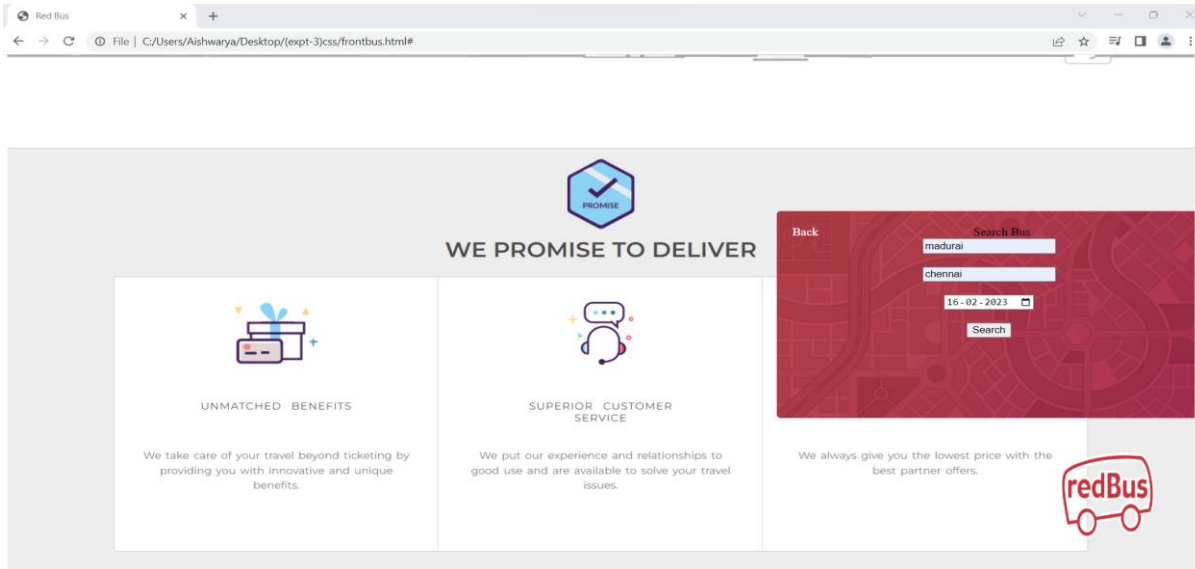 Red Bus
File | C:/Users/Aishwarya/Desktop/(expt-3)css/frontbus.html#
PROMISE
WE PROMISE TO DELIVER
Back
Search Bus
madurai
chennai
16-02-2023
Search
UNMATCHED BENEFITS
We take care of your travel beyond ticketing by
providing you with innovative and unique
benefits.
SUPERIOR CUSTOMER
SERVICE
We put our experience and relationships to
good use and are available to solve your travel
issues.
We always give you the lowest price with the
best partner offers.
redBus